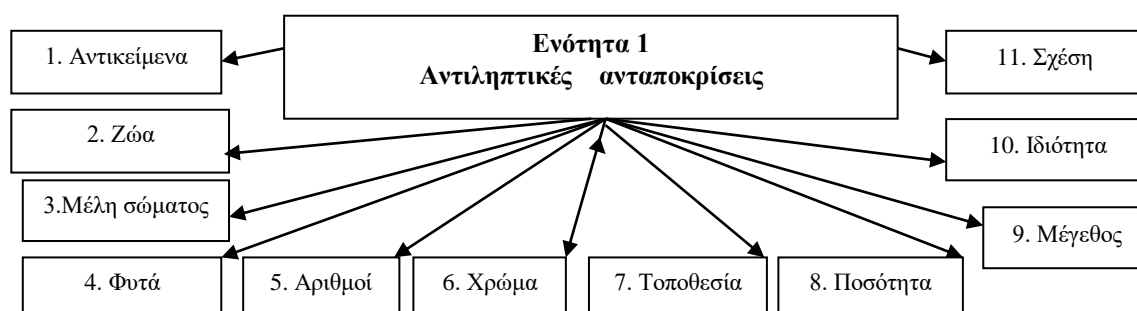 Ενότητα 1
Αντιληπτικές ανταποκρίσεις
1. Αντικείμενα
2. Ζώα
3.Μέλη σώματος
4. Φυτά
5. Αριθμοί
6. Χρώμα
7. Τοποθεσία
8. Ποσότητα
9. Μέγεθος
10. Ιδιότητα
11. Σχέση